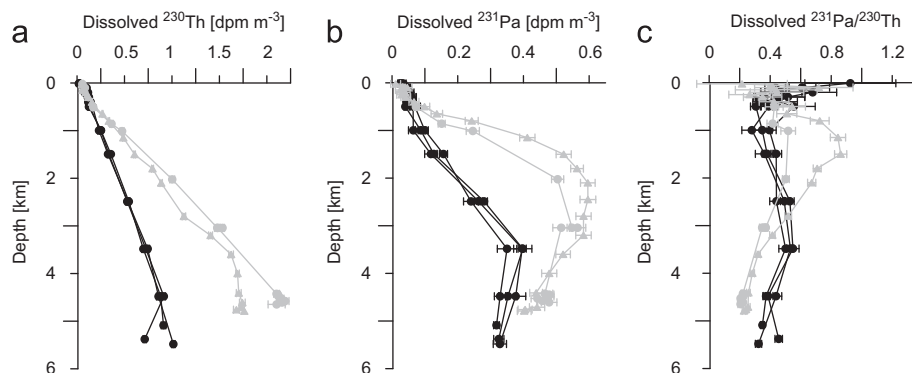 a
Dissolved ²³⁰Th [dpm m⁻³]
0 0.5 1 1.5 2
0
2
4
6
Depth [km]
b
Dissolved ²³¹Pa [dpm m⁻³]
0 0.2 0.4 0.6
0
2
4
6
Depth [km]
c
Dissolved ²³¹Pa/²³⁰Th
0 0.4 0.8 1.2
0
2
4
6
Depth [km]